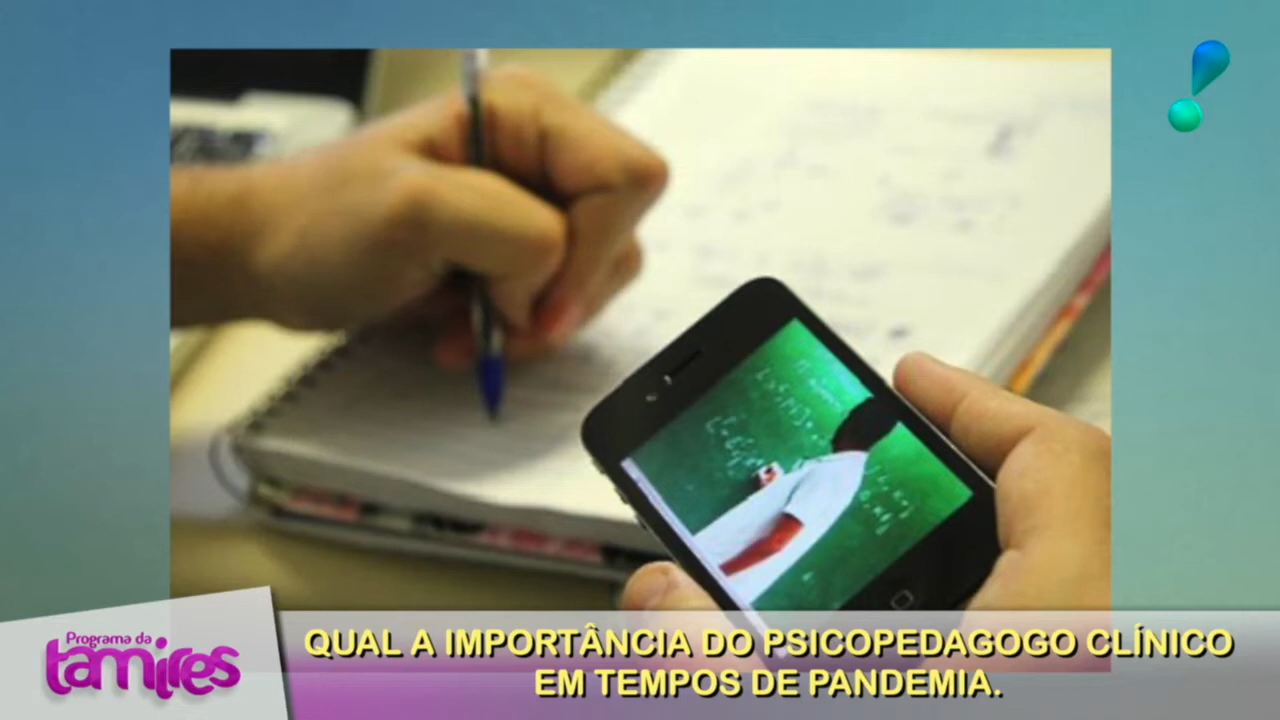 Programa da
tamires
QUAL A IMPORTÂNCIA DO PSICOPEDAGOGO CLÍNICO
EM TEMPOS DE PANDEMIA.